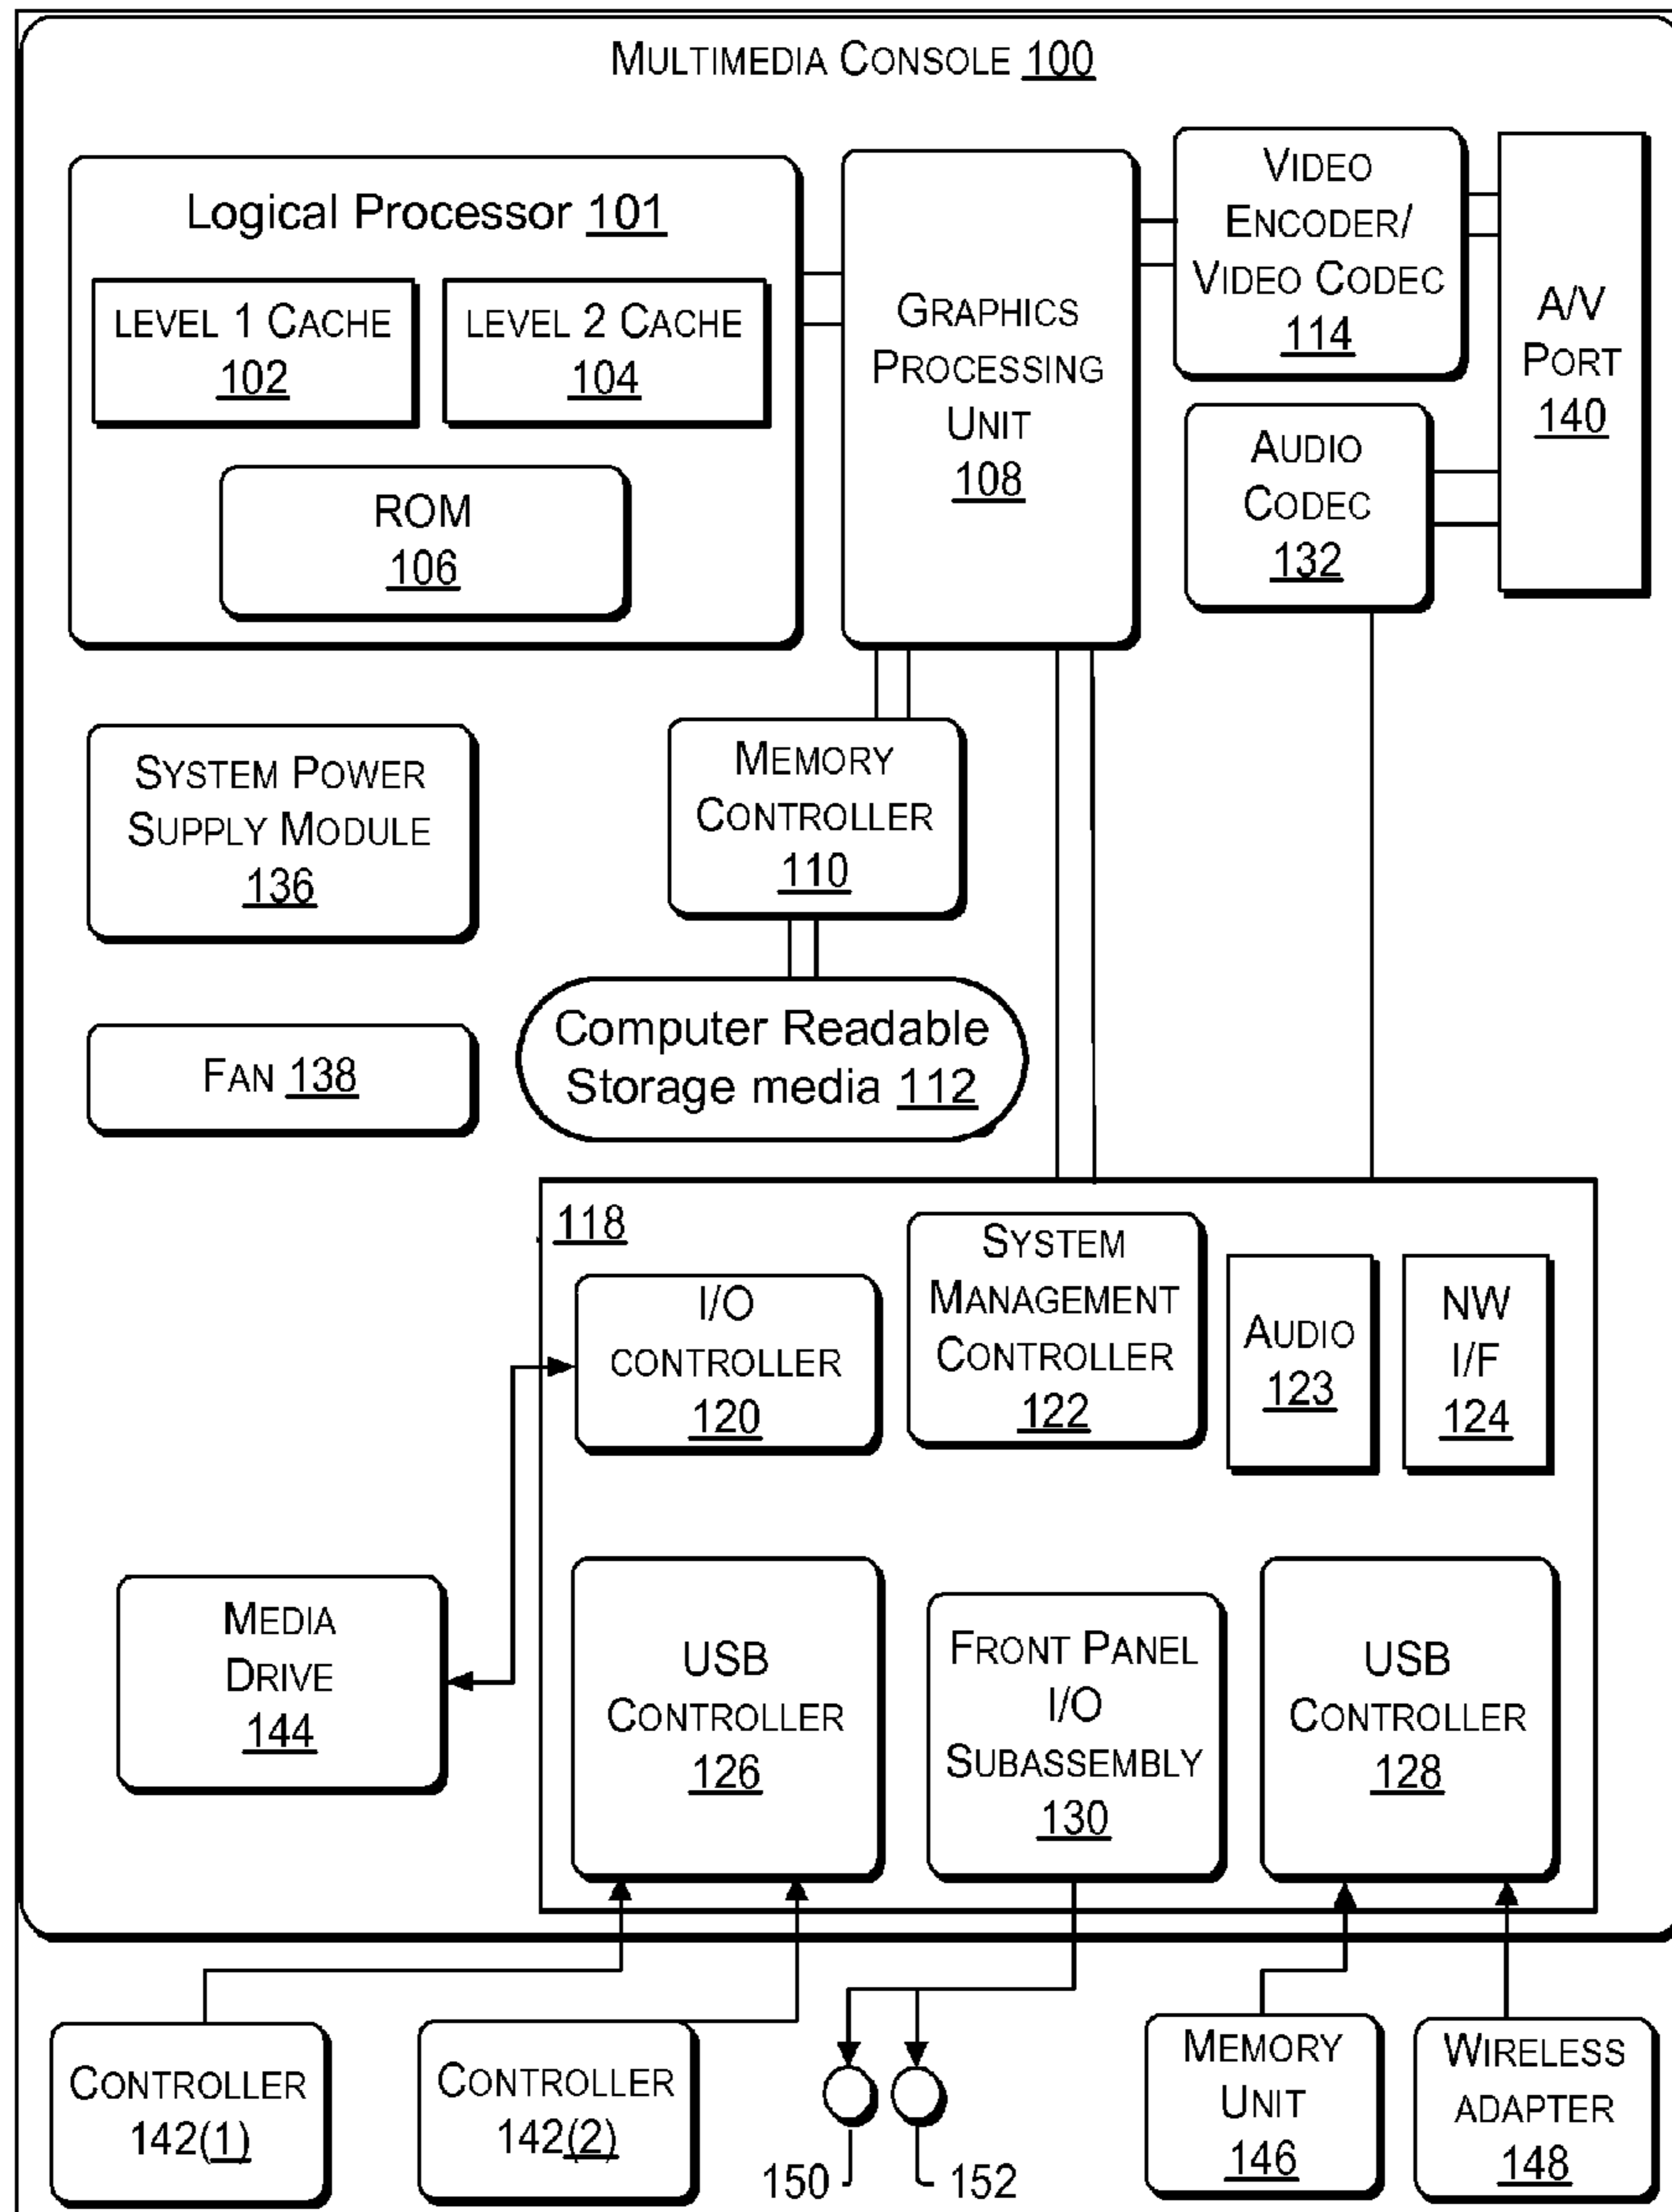 MULTIMEDIA CONSOLE 100
Logical Processor 101
LEVEL 1 CACHE
102
LEVEL 2 CACHE
104
ROM
106
GRAPHICS
PROCESSING
UNIT
108
VIDEO
ENCODER/
VIDEO CODEC
114
A/V
PORT
140
AUDIO
CODEC
132
SYSTEM POWER
SUPPLY MODULE
136
MEMORY
CONTROLLER
110
FAN 138
Computer Readable
Storage media 112
118
I/O
CONTROLLER
120
SYSTEM
MANAGEMENT
CONTROLLER
122
AUDIO
123
NW
I/F
124
MEDIA
DRIVE
144
USB
CONTROLLER
126
FRONT PANEL
I/O
SUBASSEMBLY
130
USB
CONTROLLER
128
CONTROLLER
142(1)
CONTROLLER
142(2)
150
152
MEMORY
UNIT
146
WIRELESS
ADAPTER
148